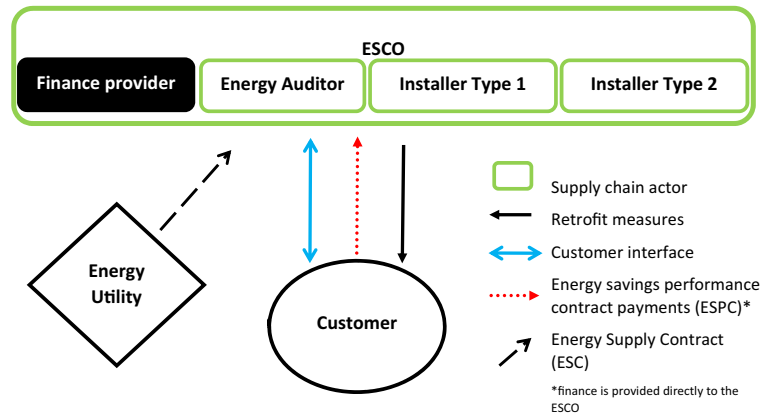 ESCO
Finance provider
Energy Auditor
Installer Type 1
Installer Type 2
Energy
Utility
Customer
Supply chain actor
Retrofit measures
Customer interface
Energy savings performance
contract payments (ESPC)*
Energy Supply Contract
(ESC)
*finance is provided directly to the
ESCO